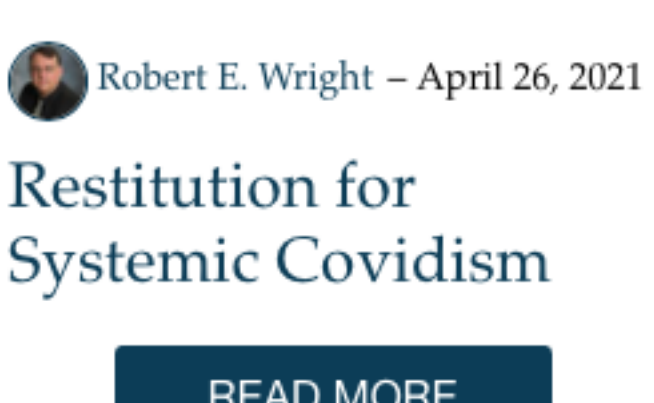 Robert E. Wright – April 26, 2021
Restitution for
Systemic Covidism
READ MORE